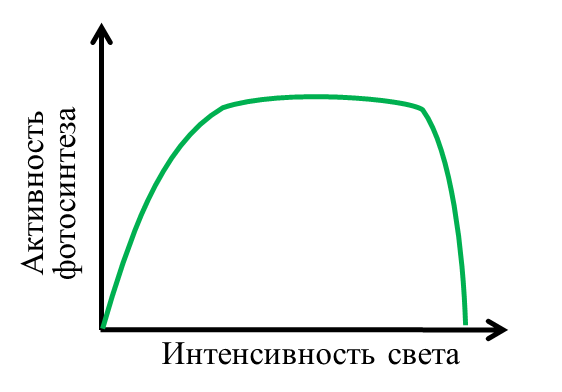 Активность
фотосинтеза
Интенсивность света